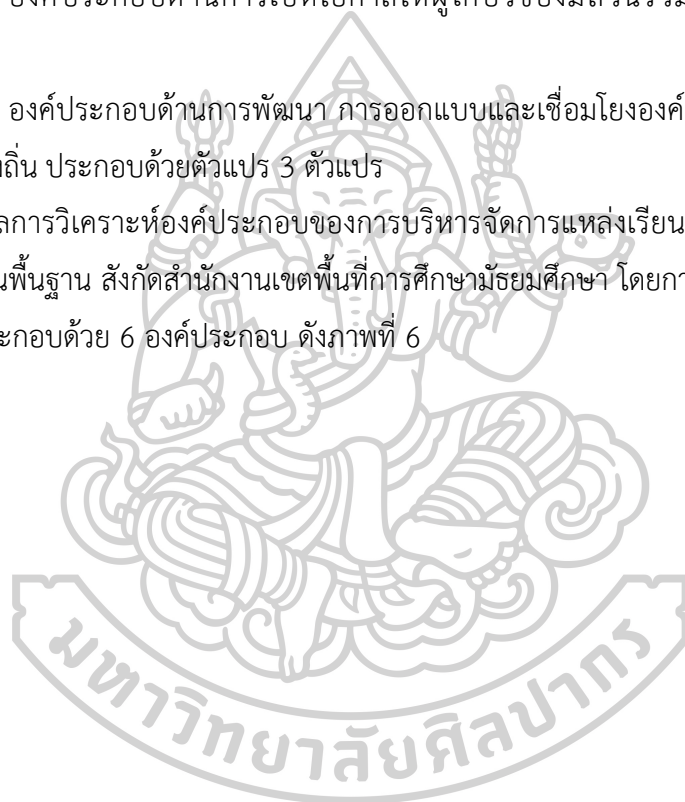 องค์ประกอบด้านการเปิดโอกาสให้ผู้เกี่ยวข้องมีส่วนร่วม
องค์ประกอบด้านการพัฒนา การออกแบบและเชื่อมโยงองค์
งถิ่น ประกอบด้วยตัวแปร 3 ตัวแปร
ลการวิเคราะห์องค์ประกอบของการบริหารจัดการแหล่งเรียน
นพื้นฐาน สังกัดสำนักงานเขตพื้นที่การศึกษามัธยมศึกษา โดยกา
ะกอบด้วย 6 องค์ประกอบ ดังภาพที่ 6
มหาวิทยาลัยศิลปากร